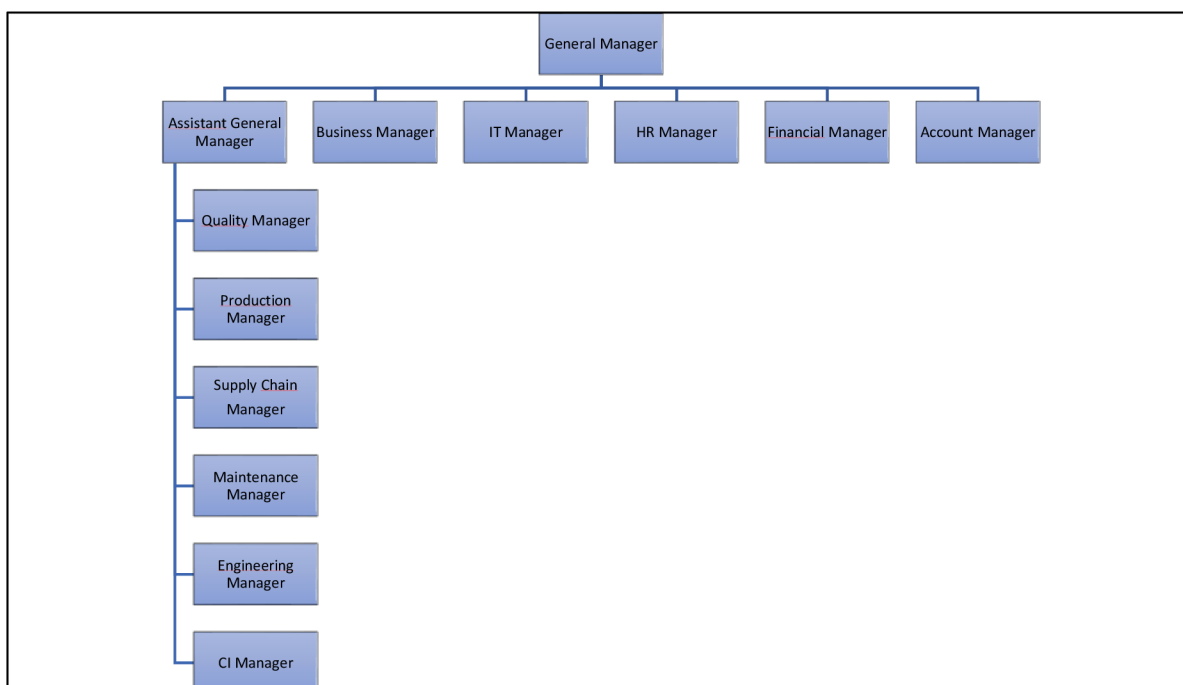 General Manager
Assistant General
Manager
Business Manager
IT Manager
HR Manager
Financial Manager
Account Manager
Quality Manager
Production
Manager
Supply Chain
Manager
Maintenance
Manager
Engineering
Manager
CI Manager